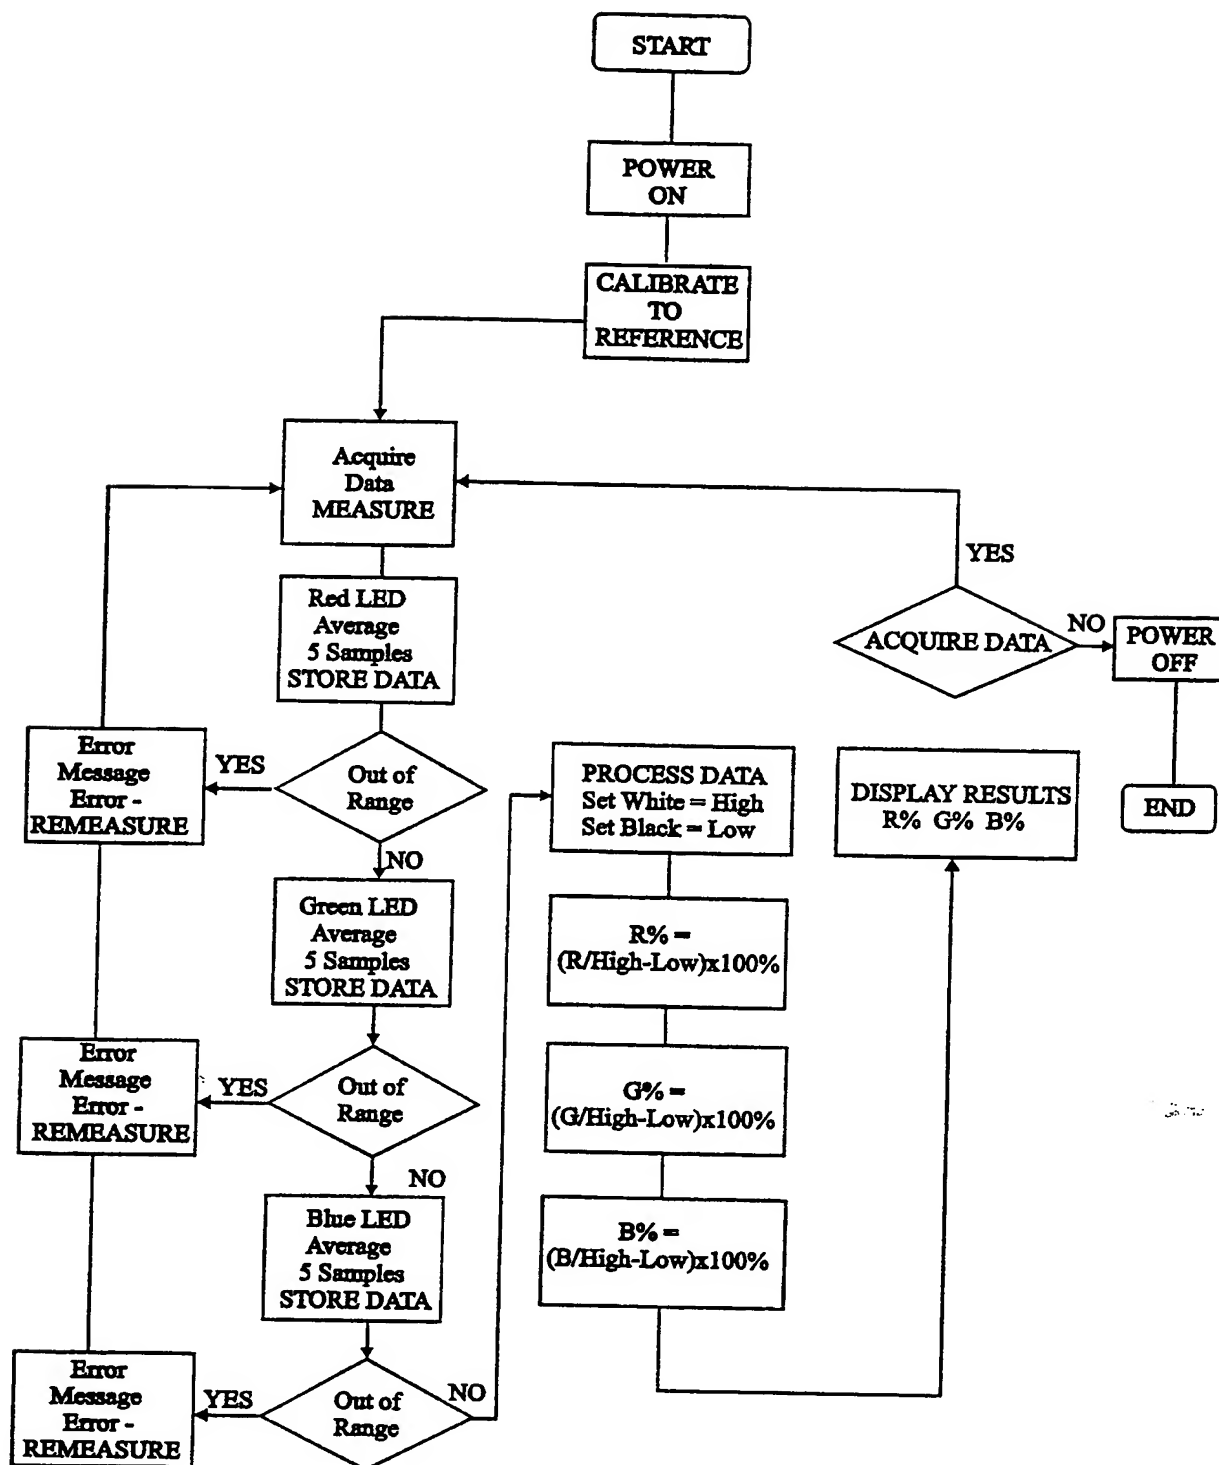 START
POWER
ON
CALIBRATE
TO
REFERENCE
Acquire
Data
MEASURE
Red LED
Average
5 Samples
STORE DATA
Out of
Range
YES
Error
Message
Error -
REMEASURE
NO
Green LED
Average
5 Samples
STORE DATA
Out of
Range
YES
Error
Message
Error -
REMEASURE
NO
Blue LED
Average
5 Samples
STORE DATA
Out of
Range
YES
Error
Message
Error -
REMEASURE
NO
PROCESS DATA
Set White = High
Set Black = Low
R% =
(R/High-Low)x100%
G% =
(G/High-Low)x100%
B% =
(B/High-Low)x100%
DISPLAY RESULTS
R% G% B%
ACQUIRE DATA
YES
NO
POWER
OFF
END